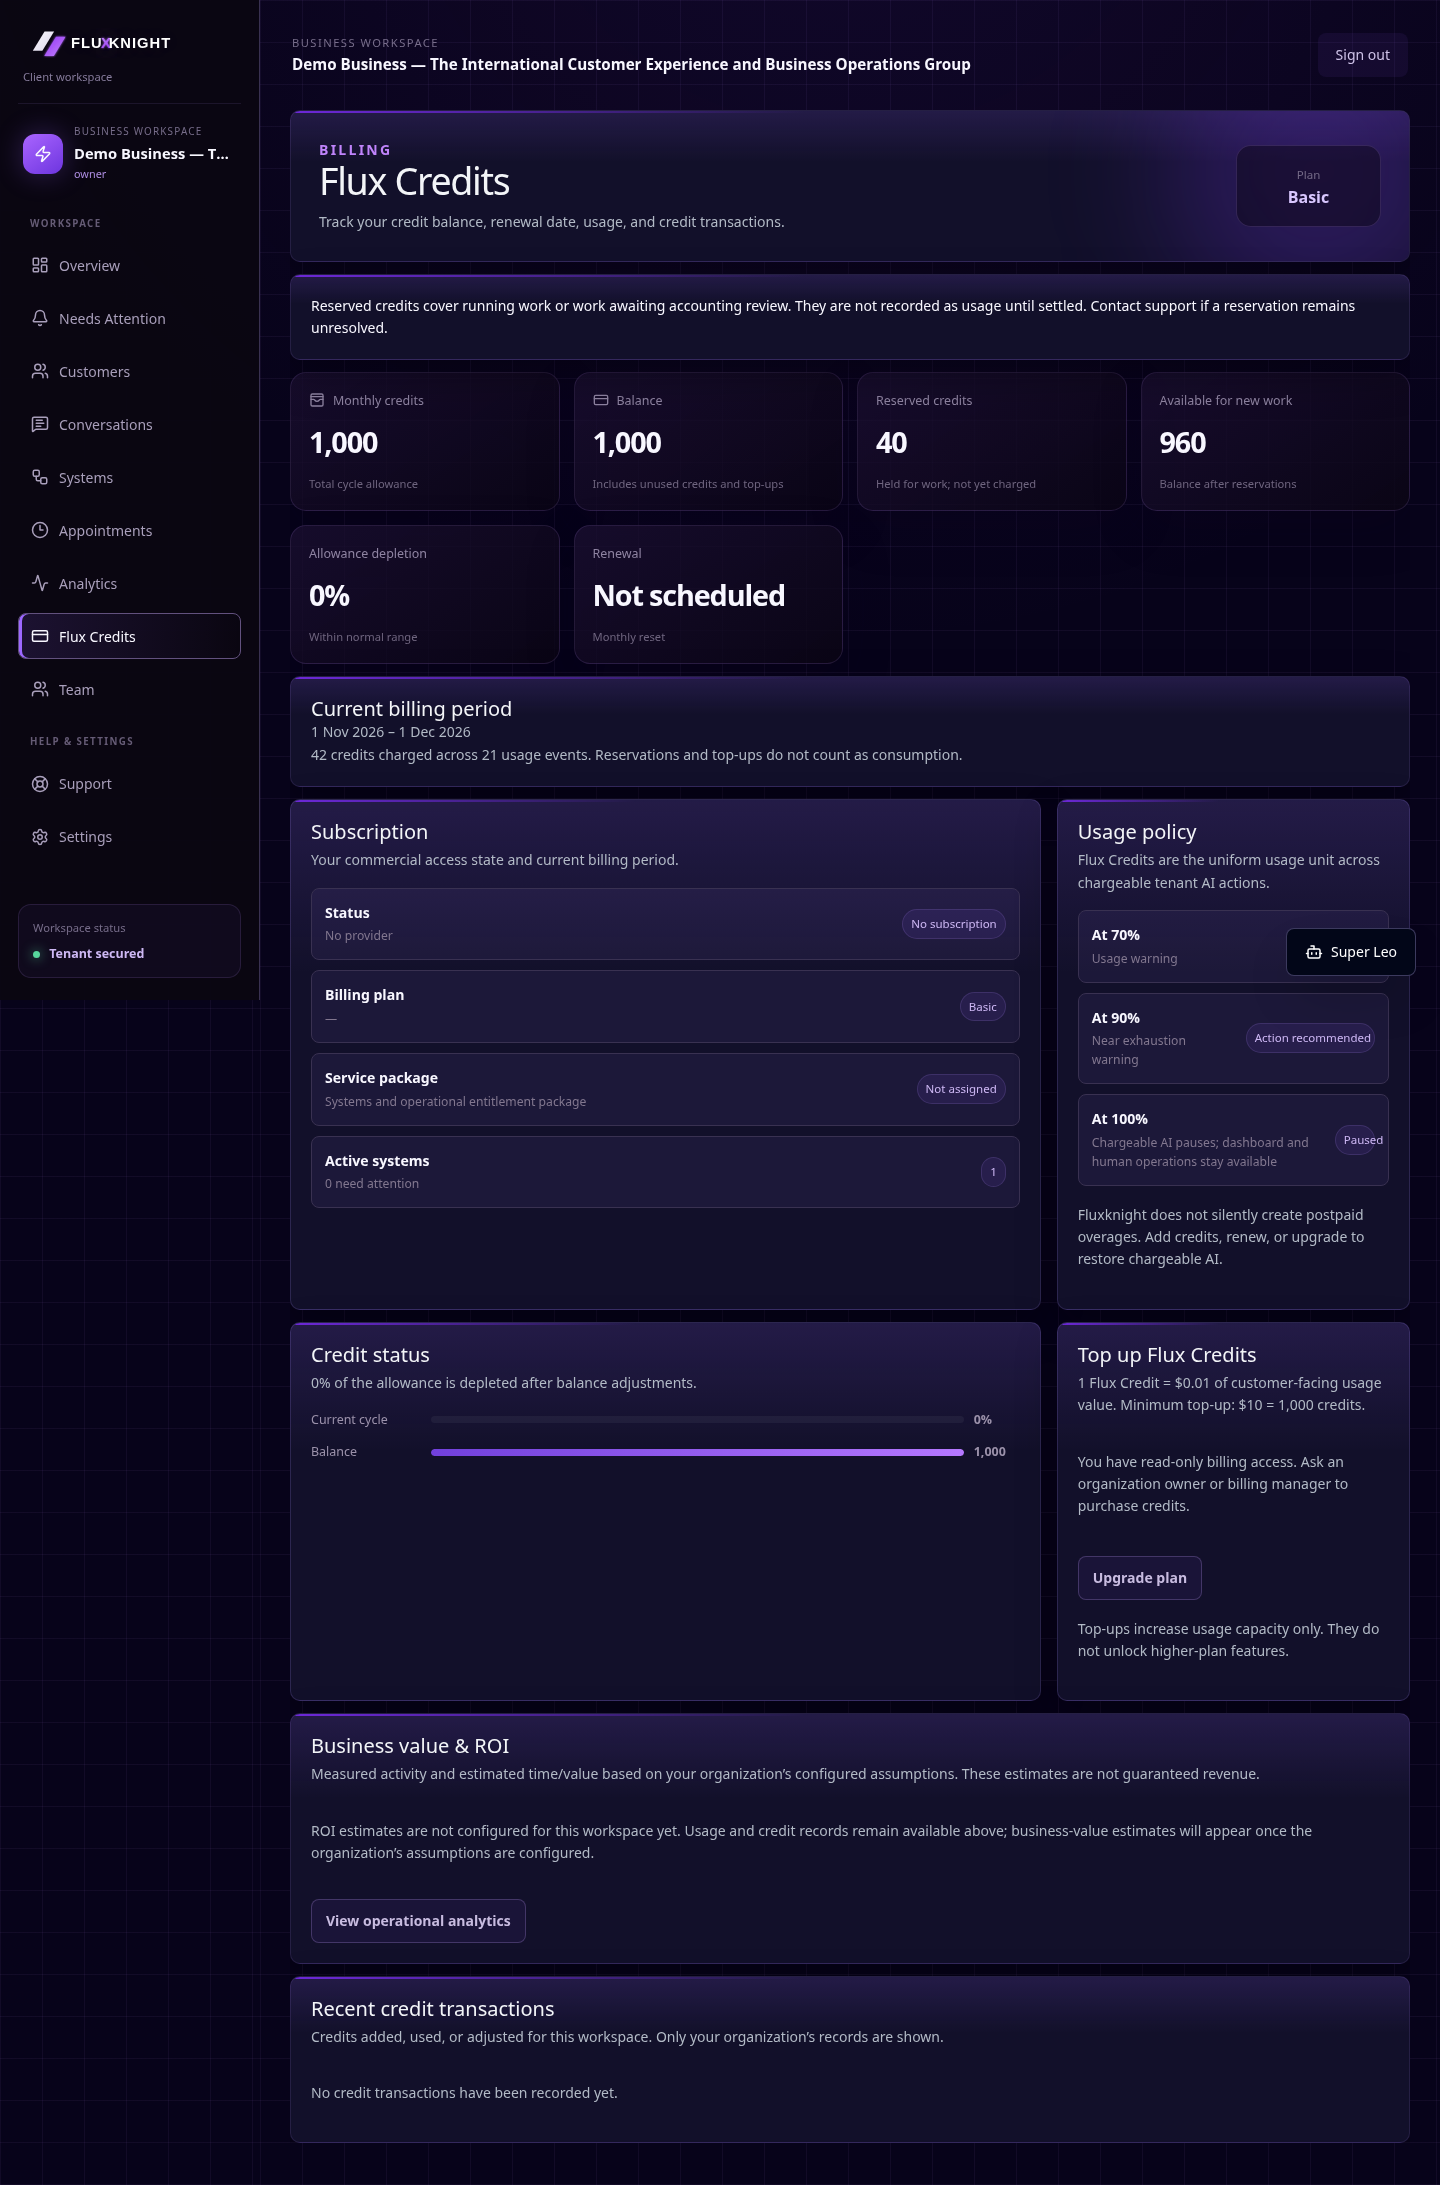 FLUXKNIGHT
Client workspace
BUSINESS WORKSPACE
Demo Business — T...
owner
WORKSPACE
Overview
Needs Attention
Customers
Conversations
Systems
Appointments
Analytics
Flux Credits
Team
HELP & SETTINGS
Support
Settings
Workspace status
Tenant secured
BUSINESS WORKSPACE
Demo Business — The International Customer Experience and Business Operations Group
Sign out
BILLING
Flux Credits
Track your credit balance, renewal date, usage, and credit transactions.
Plan
Basic
Reserved credits cover running work or work awaiting accounting review. They are not recorded as usage until settled. Contact support if a reservation remains
unresolved.
Monthly credits
1,000
Total cycle allowance
Balance
1,000
Includes unused credits and top-ups
Reserved credits
40
Held for work; not yet charged
Available for new work
960
Balance after reservations
Allowance depletion
0%
Within normal range
Renewal
Not scheduled
Monthly reset
Current billing period
1 Nov 2026 – 1 Dec 2026
42 credits charged across 21 usage events. Reservations and top-ups do not count as consumption.
Subscription
Your commercial access state and current billing period.
Status
No provider
No subscription
Billing plan
—
Basic
Service package
Systems and operational entitlement package
Not assigned
Active systems
0 need attention
1
Usage policy
Flux Credits are the uniform usage unit across
chargeable tenant AI actions.
At 70%
Usage warning
Super Leo
At 90%
Near exhaustion
warning
Action recommended
At 100%
Chargeable AI pauses; dashboard and
human operations stay available
Paused
Fluxknight does not silently create postpaid
overages. Add credits, renew, or upgrade to
restore chargeable AI.
Credit status
0% of the allowance is depleted after balance adjustments.
Current cycle
0%
Balance
1,000
Top up Flux Credits
1 Flux Credit = $0.01 of customer-facing usage
value. Minimum top-up: $10 = 1,000 credits.
You have read-only billing access. Ask an
organization owner or billing manager to
purchase credits.
Upgrade plan
Top-ups increase usage capacity only. They do
not unlock higher-plan features.
Business value & ROI
Measured activity and estimated time/value based on your organization’s configured assumptions. These estimates are not guaranteed revenue.
ROI estimates are not configured for this workspace yet. Usage and credit records remain available above; business-value estimates will appear once the
organization’s assumptions are configured.
View operational analytics
Recent credit transactions
Credits added, used, or adjusted for this workspace. Only your organization’s records are shown.
No credit transactions have been recorded yet.